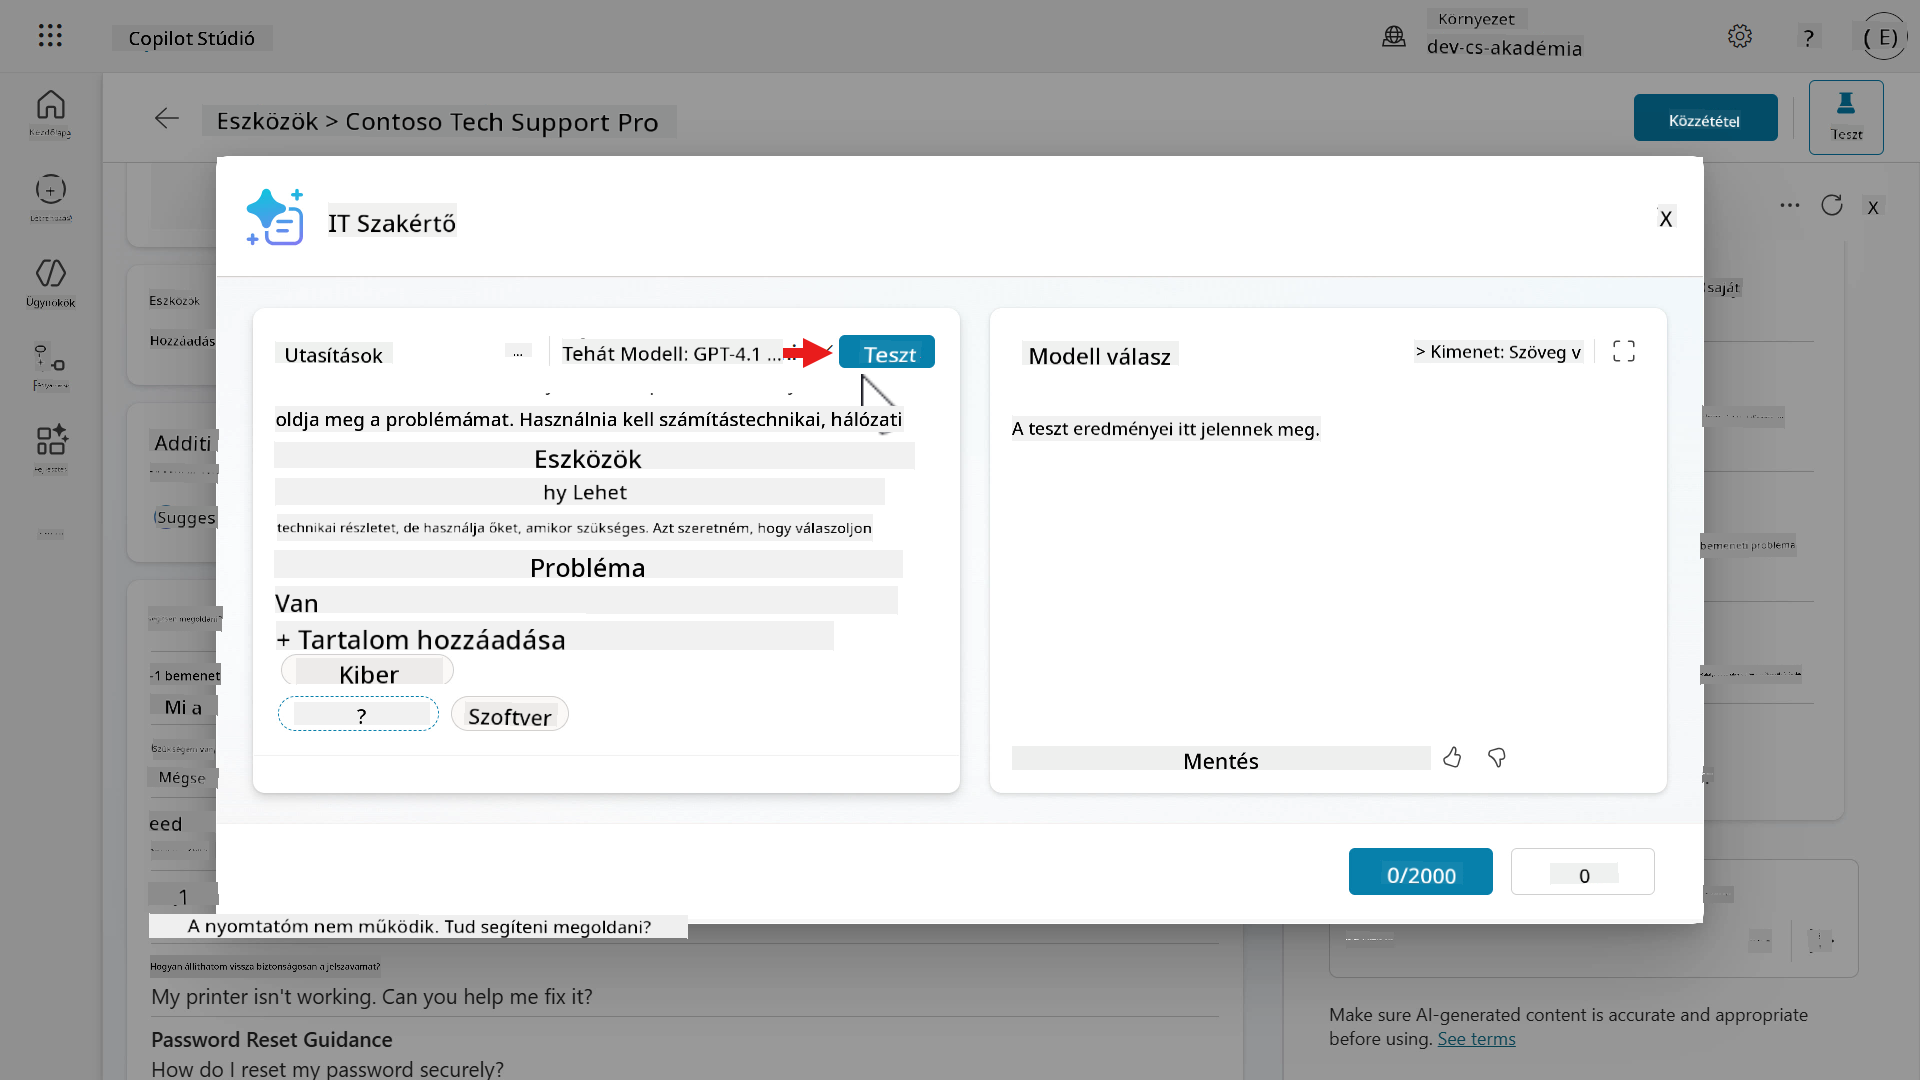 Copilot Stúdió
Környezet
dev-cs-akadémia
?
( E)
Kezdőlapg
Eszközök > Contoso Tech Support Pro
Közzététel
Teszt
IT Szakértő
X
X
Ügynökök
Eszközök
Hozzáadás
Additi
Sugges
saját
Utasítások
...
Tehát Modell: GPT-4.1 ...
Teszt
oldja meg a problémámat. Használnia kell számítástechnikai, hálózati
Eszközök
hy Lehet
technikai részletet, de használja őket, amikor szükséges. Azt szeretném, hogy válaszoljon
Probléma
Van
+ Tartalom hozzáadása
Kiber
?
Szoftver
Modell válasz
> Kimenet: Szöveg v
A teszt eredményei itt jelennek meg.
Mentés
bemeneti probléma
-1 bemenet
Mi a
Mégse
eed
1
0/2000
0
A nyomtatóm nem működik. Tud segíteni megoldani?
Hogyan állíthatom vissza biztonságosan a jelszavamat?
My printer isn't working. Can you help me fix it?
Password Reset Guidance
How do I reset my password securely?
Make sure AI-generated content is accurate and appropriate
before using. See terms